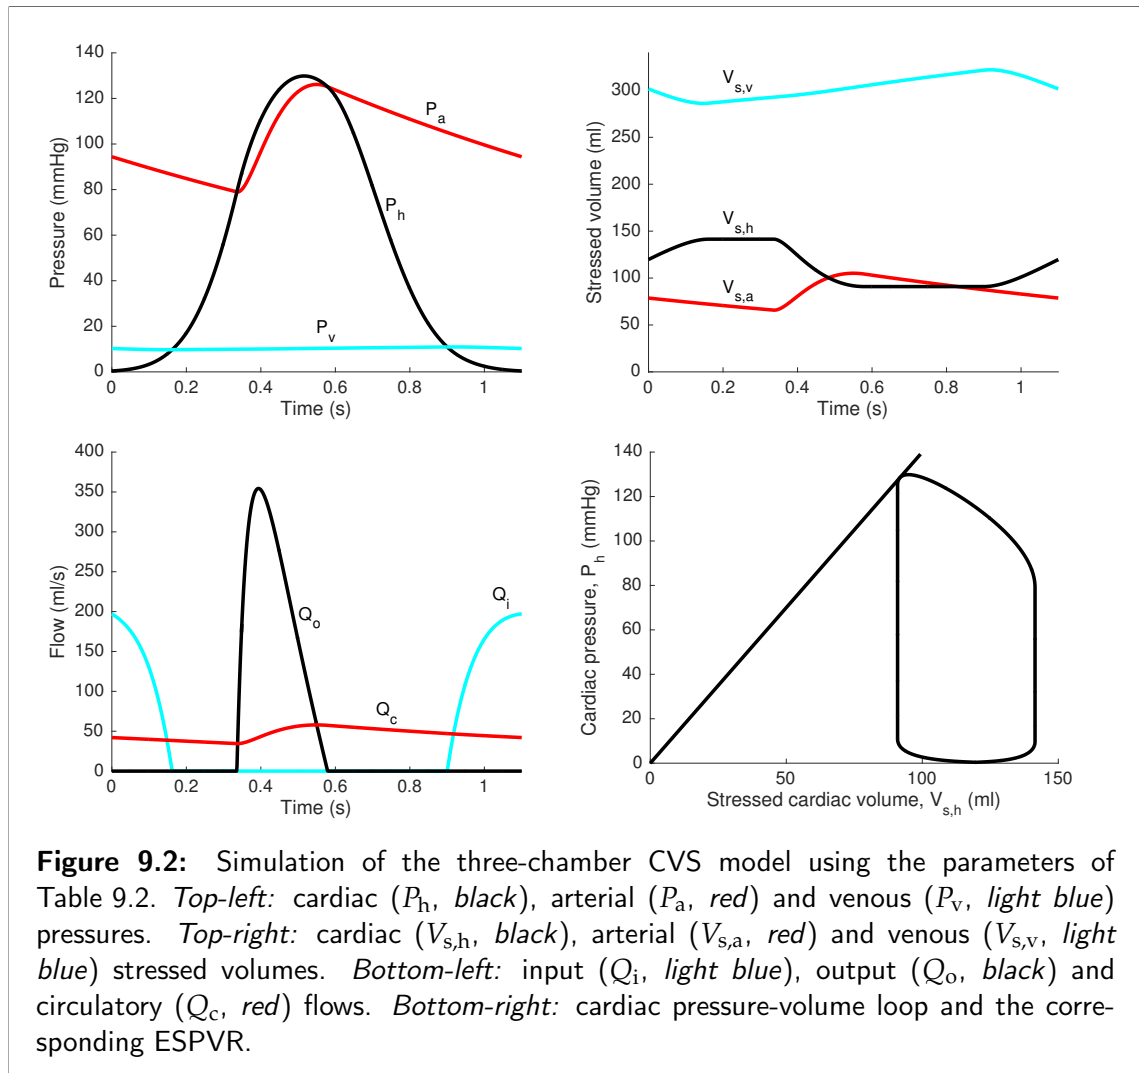 140
120
100
80
60
40
20
0
Pressure (mmHg)
P_a
P_h
P_v
0 0.2 0.4 0.6 0.8 1
Time (s)
300
250
200
150
100
50
0
Stressed volume (ml)
V_s,v
V_s,h
V_s,a
0 0.2 0.4 0.6 0.8 1
Time (s)
400
350
300
250
200
150
100
50
0
Flow (ml/s)
Q_o
Q_i
Q_c
0 0.2 0.4 0.6 0.8 1
Time (s)
140
120
100
80
60
40
20
0
Cardiac pressure, P_h (mmHg)
0 50 100 150
Stressed cardiac volume, V_s,h (ml)
Figure 9.2: Simulation of the three-chamber CVS model using the parameters of
Table 9.2. Top-left: cardiac (P_h, black), arterial (P_a, red) and venous (P_v, light blue)
pressures. Top-right: cardiac (V_s,h, black), arterial (V_s,a, red) and venous (V_s,v, light
blue) stressed volumes. Bottom-left: input (Q_i, light blue), output (Q_o, black) and
circulatory (Q_c, red) flows. Bottom-right: cardiac pressure-volume loop and the corre-
sponding ESPVR.